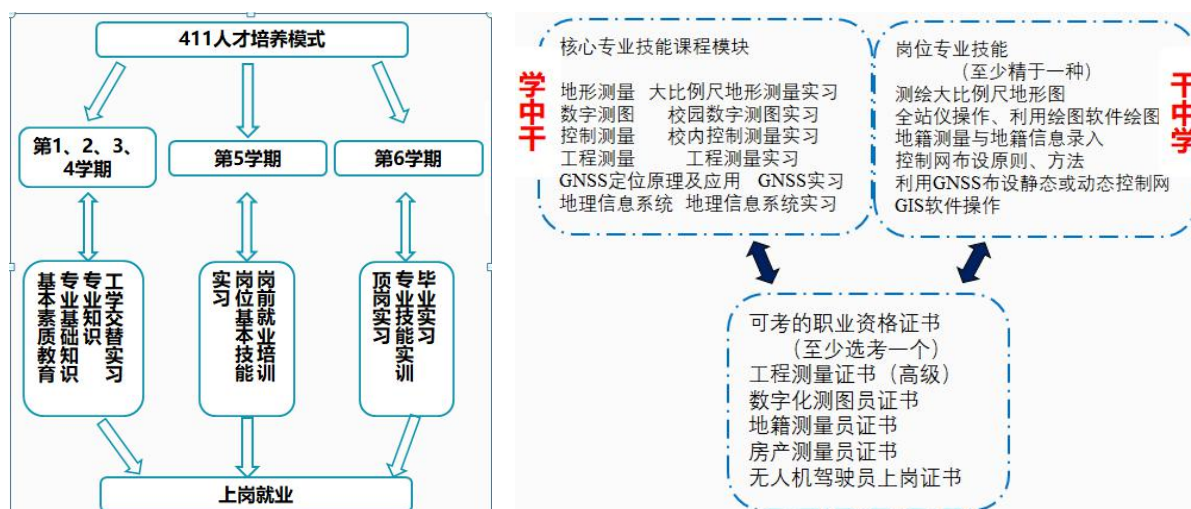 411人才培养模式
第1、2、3、
4学期
第5学期
第6学期
工学交替实习
专业知识
专业基础知识
基本素质教育
岗前就业培训
岗位基本技能
实习
毕业实习
专业技能实训
顶岗实习
上岗就业
学中干
核心专业技能课程模块
地形测量 大比例尺地形测量实习
数字测图 校园数字测图实习
控制测量 校内控制测量实习
工程测量 工程测量实习
GNSS定位原理及应用 GNSS实习
地理信息系统 地理信息系统实习
岗位专业技能
（至少精于一种）
测绘大比例尺地形图
全站仪操作、利用绘图软件绘图
地籍测量与地籍信息录入
控制网布设原则、方法
利用GNSS布设静态或动态控制网
GIS软件操作
干中学
可考的职业资格证书
（至少选考一个）
工程测量证书（高级）
数字化测图员证书
地籍测量员证书
房产测量员证书
无人机驾驶员上岗证书